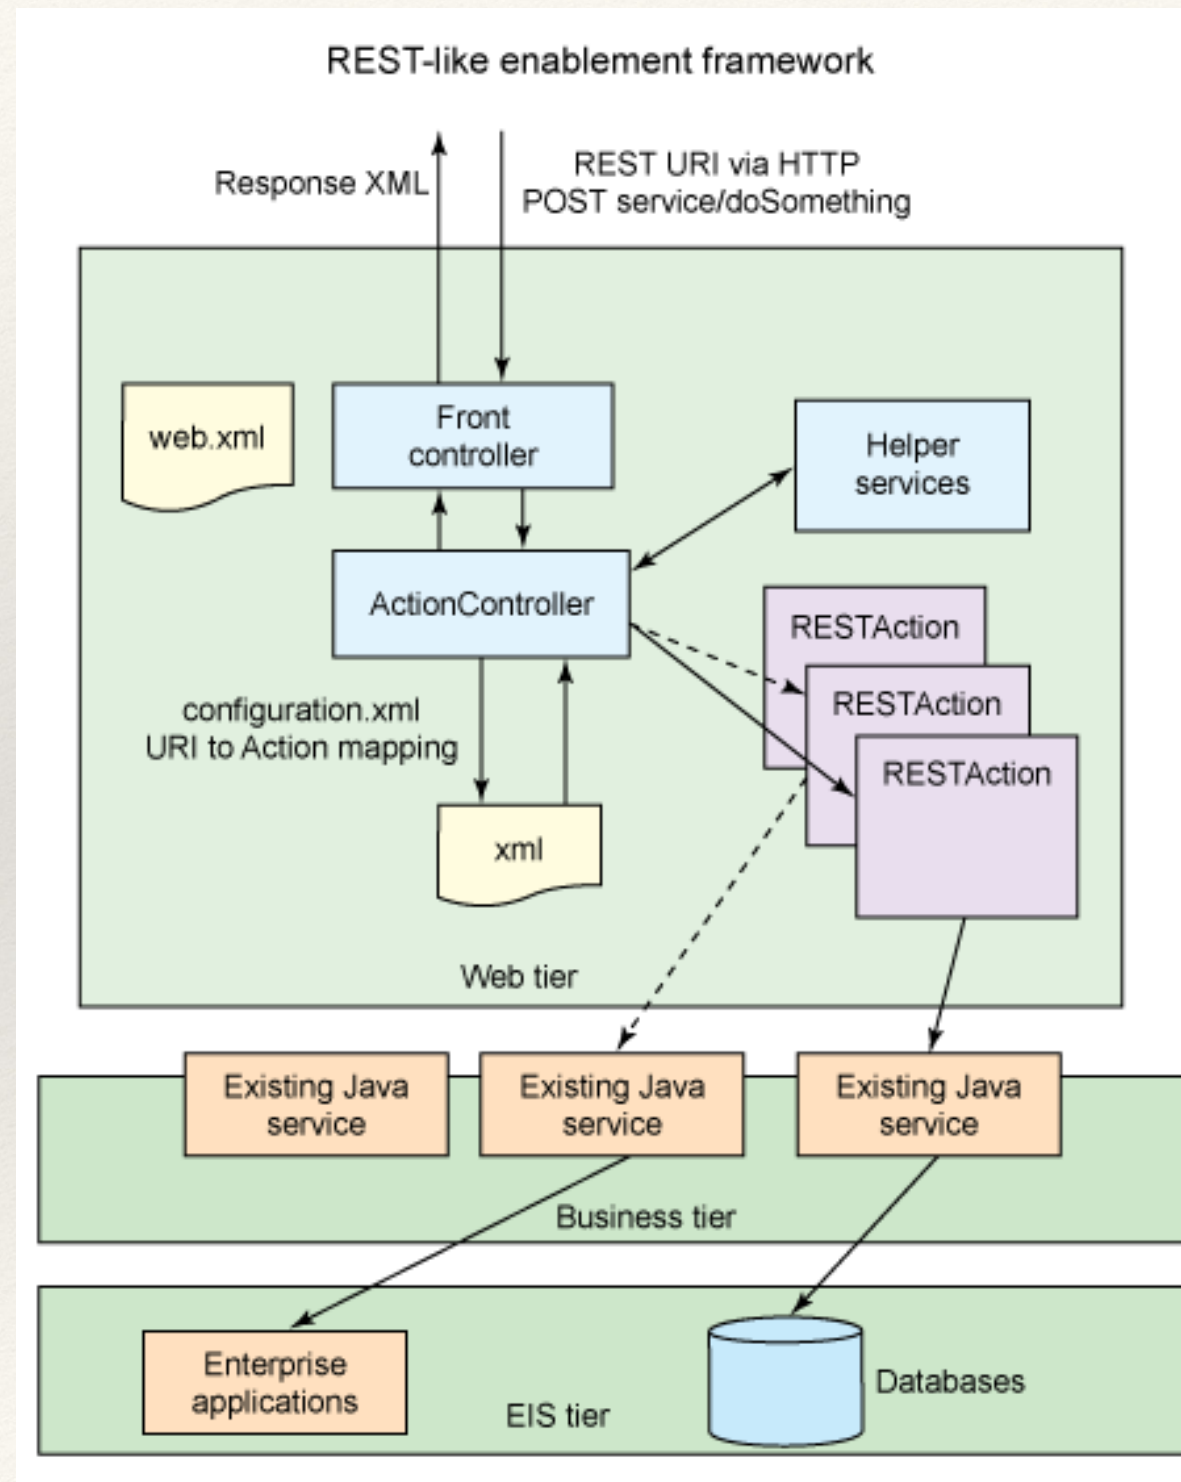 REST-like enablement framework
Response XML
REST URI via HTTP
POST service/doSomething
web.xml
Front
controller
Helper
services
ActionController
RESTAction
RESTAction
RESTAction
configuration.xml
URI to Action mapping
xml
Web tier
Existing Java
service
Existing Java
service
Existing Java
service
Business tier
Enterprise
applications
Databases
EIS tier